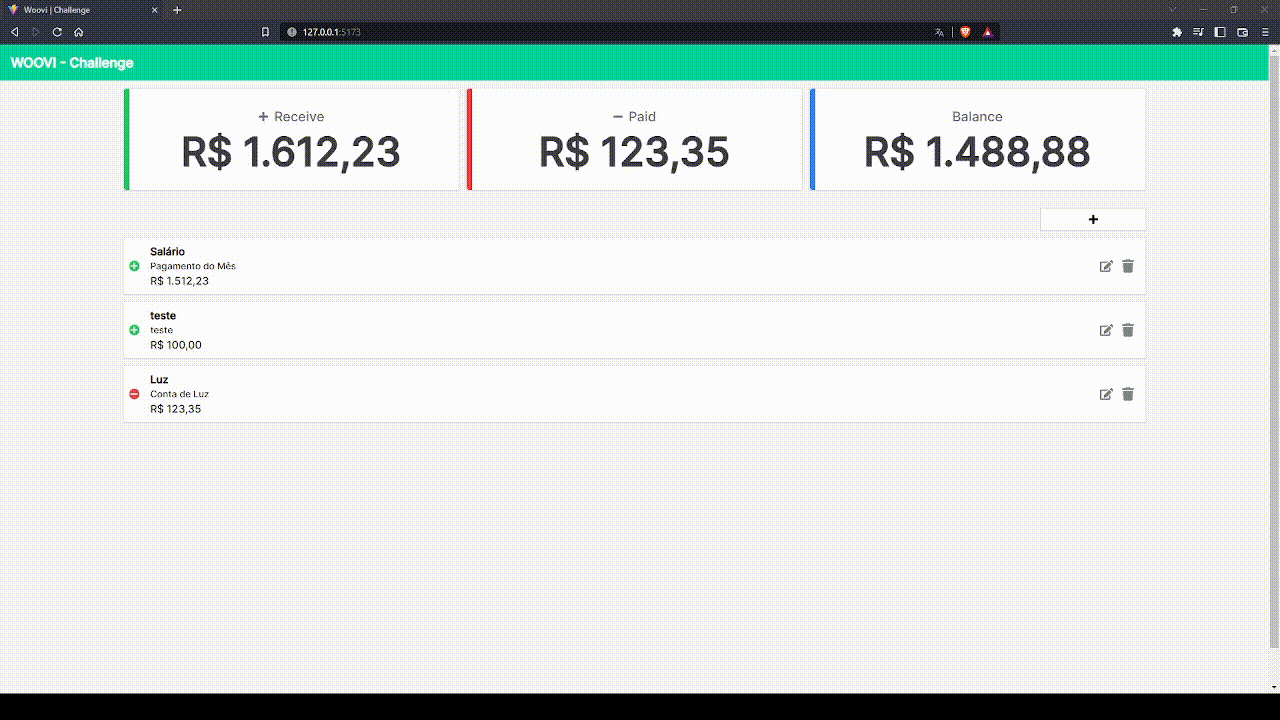 Woovi | Challenge
127.0.0.1:5173
WOOVI - Challenge
+ Receive
R$ 1.612,23
− Paid
R$ 123,35
Balance
R$ 1.488,88
+
Salário
Pagamento do Mês
R$ 1.512,23
teste
teste
R$ 100,00
Luz
Conta de Luz
R$ 123,35